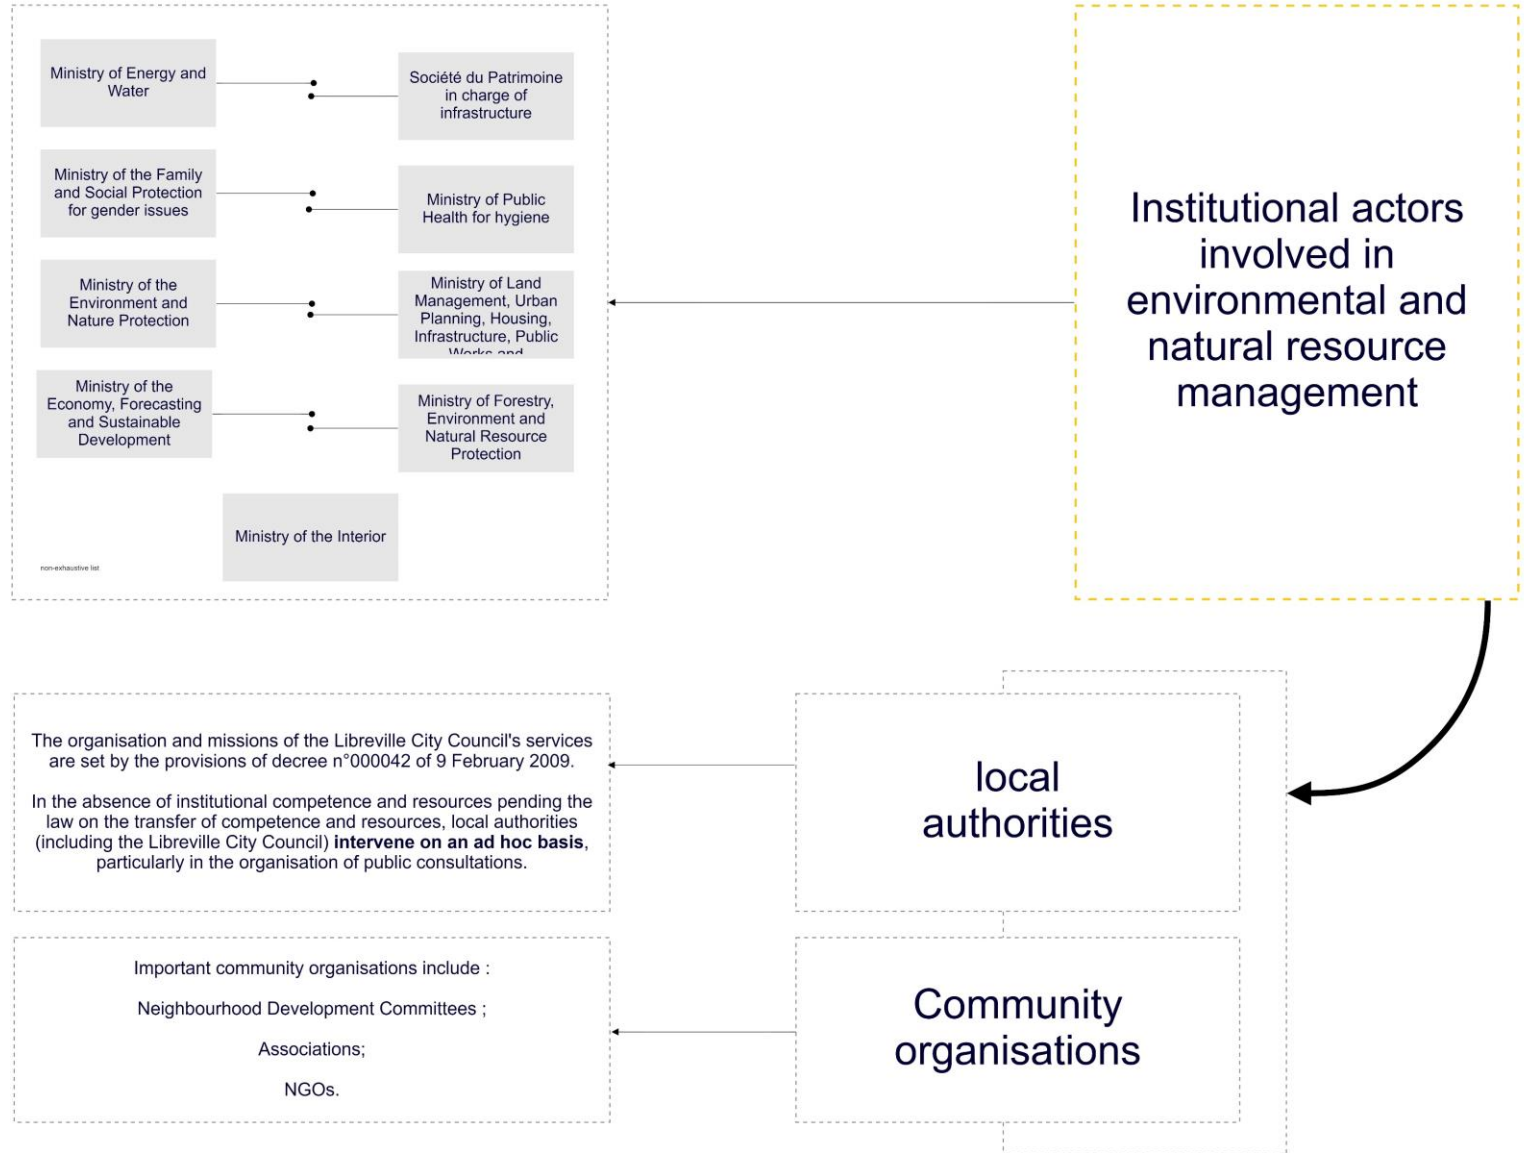 Ministry of Energy and
Water
Société du Patrimoine
in charge of
infrastructure
Ministry of the Family
and Social Protection
for gender issues
Ministry of Public
Health for hygiene
Ministry of the
Environment and
Nature Protection
Ministry of Land
Management, Urban
Planning, Housing,
Infrastructure, Public
Works and
Ministry of the
Economy, Forecasting
and Sustainable
Development
Ministry of Forestry,
Environment and
Natural Resource
Protection
Ministry of the Interior
non-exhaustive list
Institutional actors
involved in
environmental and
natural resource
management
The organisation and missions of the Libreville City Council's services
are set by the provisions of decree n°000042 of 9 February 2009.
In the absence of institutional competence and resources pending the
law on the transfer of competence and resources, local authorities
(including the Libreville City Council) intervene on an ad hoc basis,
particularly in the organisation of public consultations.
local
authorities
Important community organisations include :
Neighbourhood Development Committees ;
Associations;
NGOs.
Community
organisations